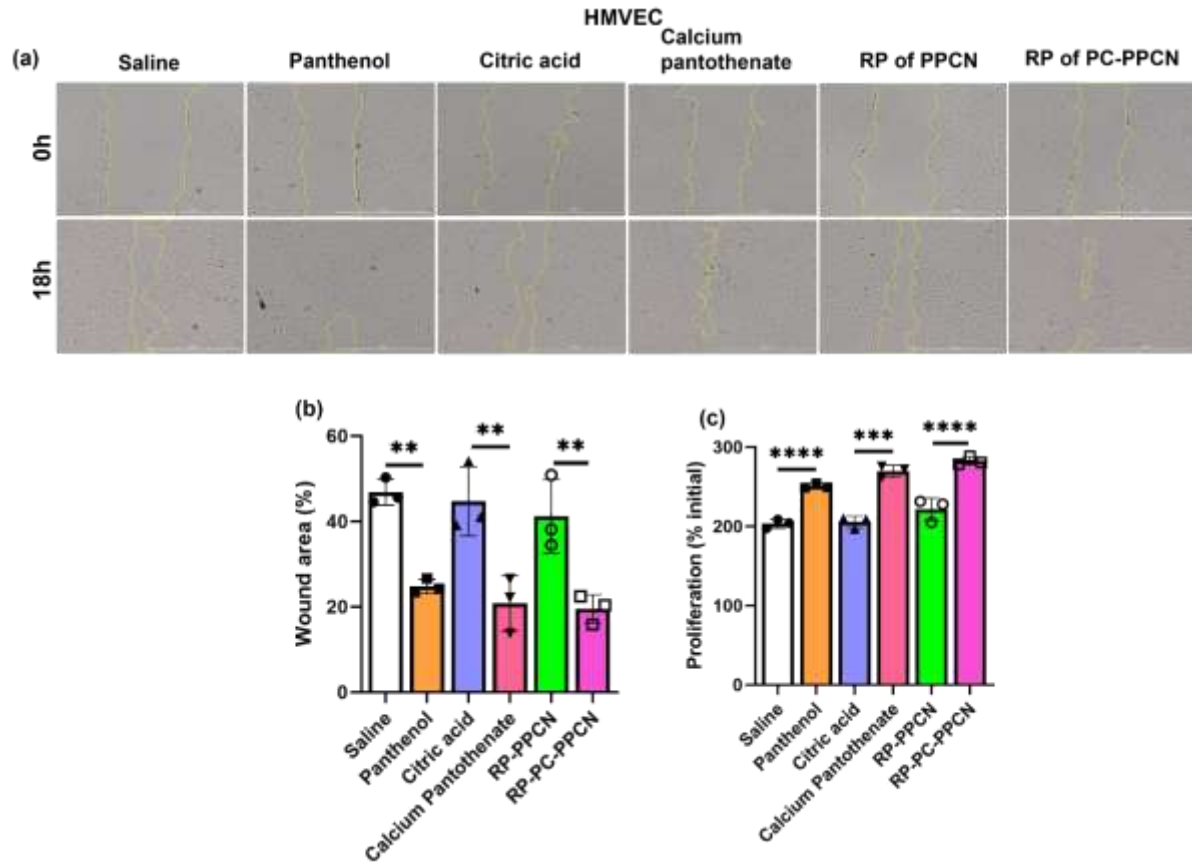 HMVEC
(a)
Saline
Panthenol
Citric acid
Calcium
pantothenate
RP of PPCN
RP of PC-PPCN
0h
18h
(b)
Wound area (%)
60
40
20
0
**
**
**
Saline
Panthenol
Citric acid
Calcium Pantothenate
RP-PPCN
RP-PC-PPCN
(c)
Proliferation (% initial)
300
200
100
0
****
***
****
Saline
Panthenol
Citric acid
Calcium Pantothenate
RP-PPCN
RP-PC-PPCN